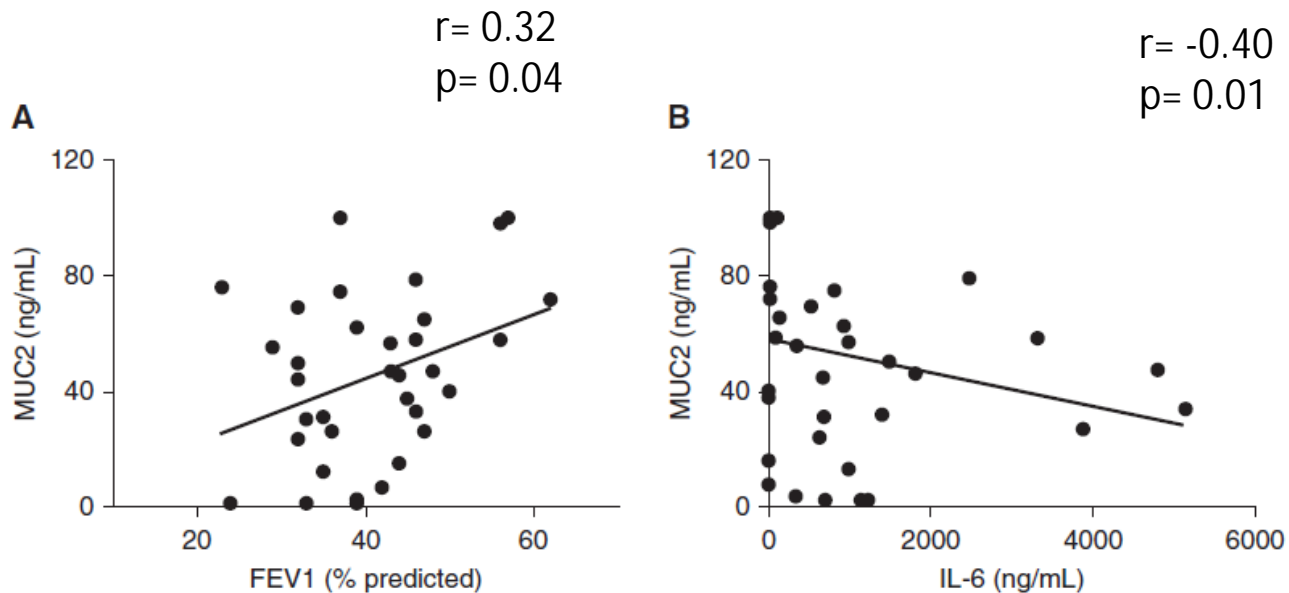 r= 0.32
p= 0.04
r= -0.40
p= 0.01
A
120
80
40
0
MUC2 (ng/mL)
20 40 60
FEV1 (% predicted)
B
120
80
40
0
MUC2 (ng/mL)
0 2000 4000 6000
IL-6 (ng/mL)